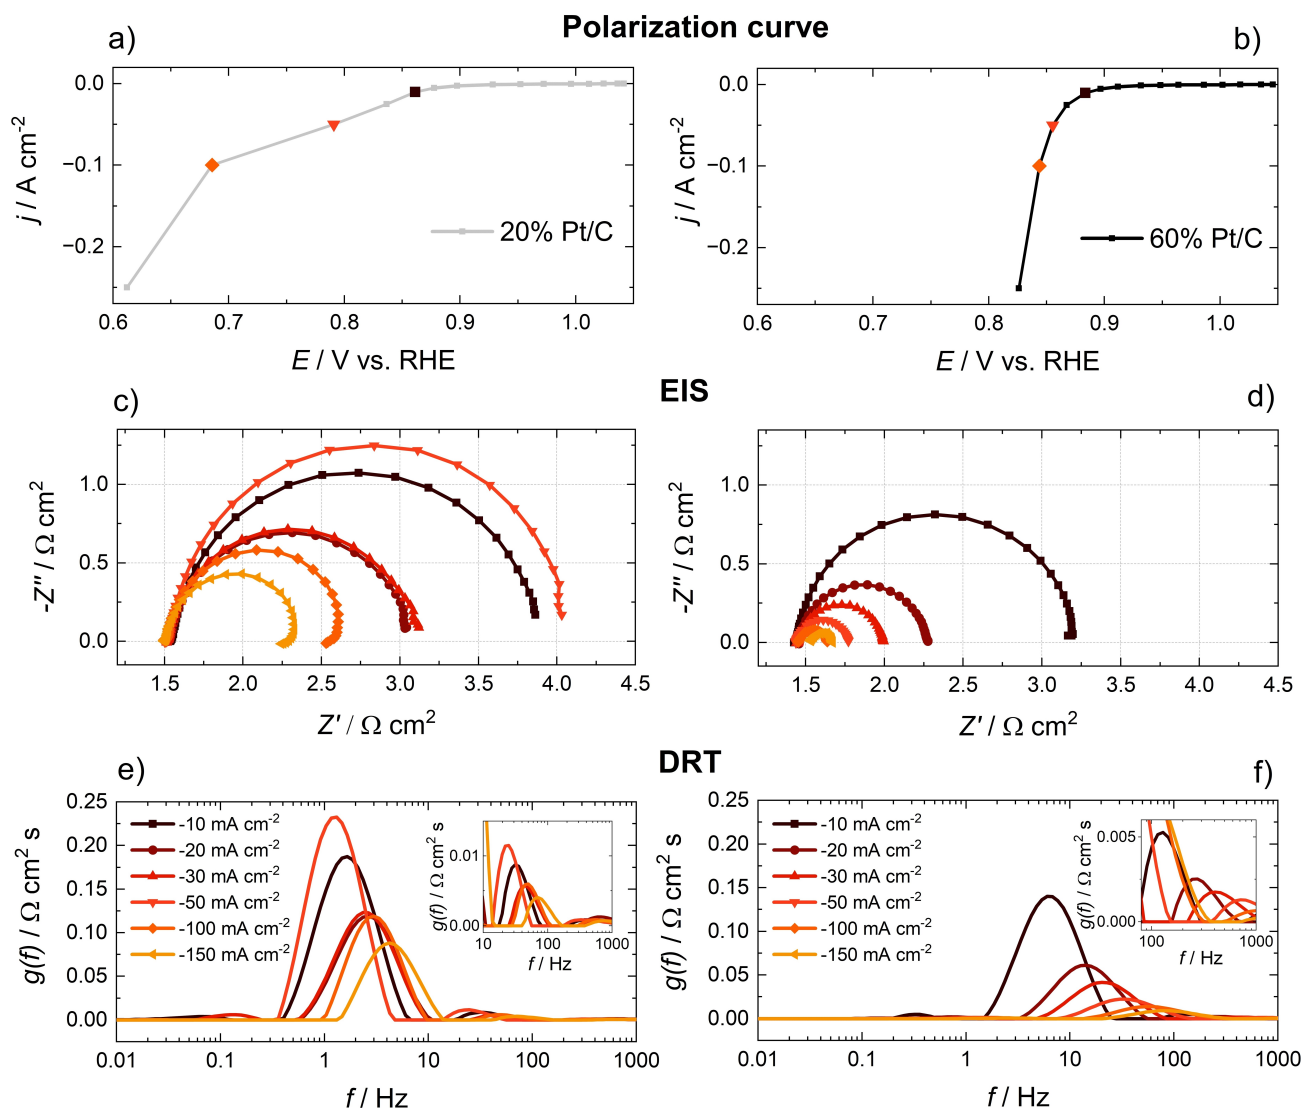 Polarization curve
a)
b)
0.0
−0.1
−0.2
j / A cm-2
20% Pt/C
0.6 0.7 0.8 0.9 1.0
E / V vs. RHE
0.0
−0.1
−0.2
j / A cm-2
60% Pt/C
0.6 0.7 0.8 0.9 1.0
E / V vs. RHE
EIS
c)
d)
1.0
0.5
0.0
-Z″ / Ω cm2
1.5 2.0 2.5 3.0 3.5 4.0 4.5
Z′ / Ω cm2
1.0
0.5
0.0
-Z″ / Ω cm2
1.5 2.0 2.5 3.0 3.5 4.0 4.5
Z′ / Ω cm2
DRT
e)
f)
0.25
0.20
0.15
0.10
0.05
0.00
g(f) / Ω cm2 s
-10 mA cm-2
-20 mA cm-2
-30 mA cm-2
-50 mA cm-2
-100 mA cm-2
-150 mA cm-2
g(f) / Ω cm2 s
0.01
0.00
10 100 1000
f / Hz
0.01 0.1 1 10 100 1000
f / Hz
0.25
0.20
0.15
0.10
0.05
0.00
g(f) / Ω cm2 s
-10 mA cm-2
-20 mA cm-2
-30 mA cm-2
-50 mA cm-2
-100 mA cm-2
-150 mA cm-2
g(f) / Ω cm2 s
0.005
0.000
100 1000
f / Hz
0.01 0.1 1 10 100 1000
f / Hz